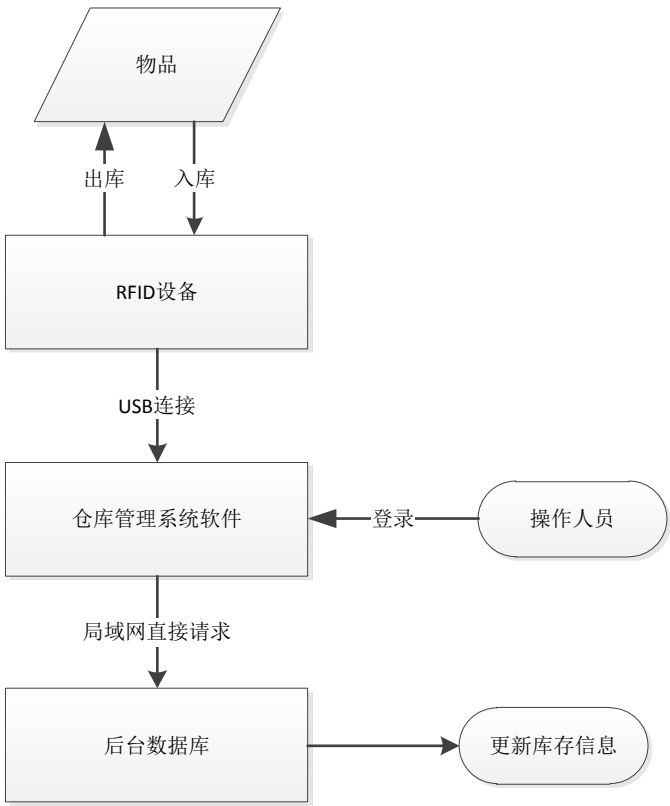 物品
出库
入库
RFID设备
USB连接
仓库管理系统软件
登录
操作人员
局域网直接请求
后台数据库
更新库存信息